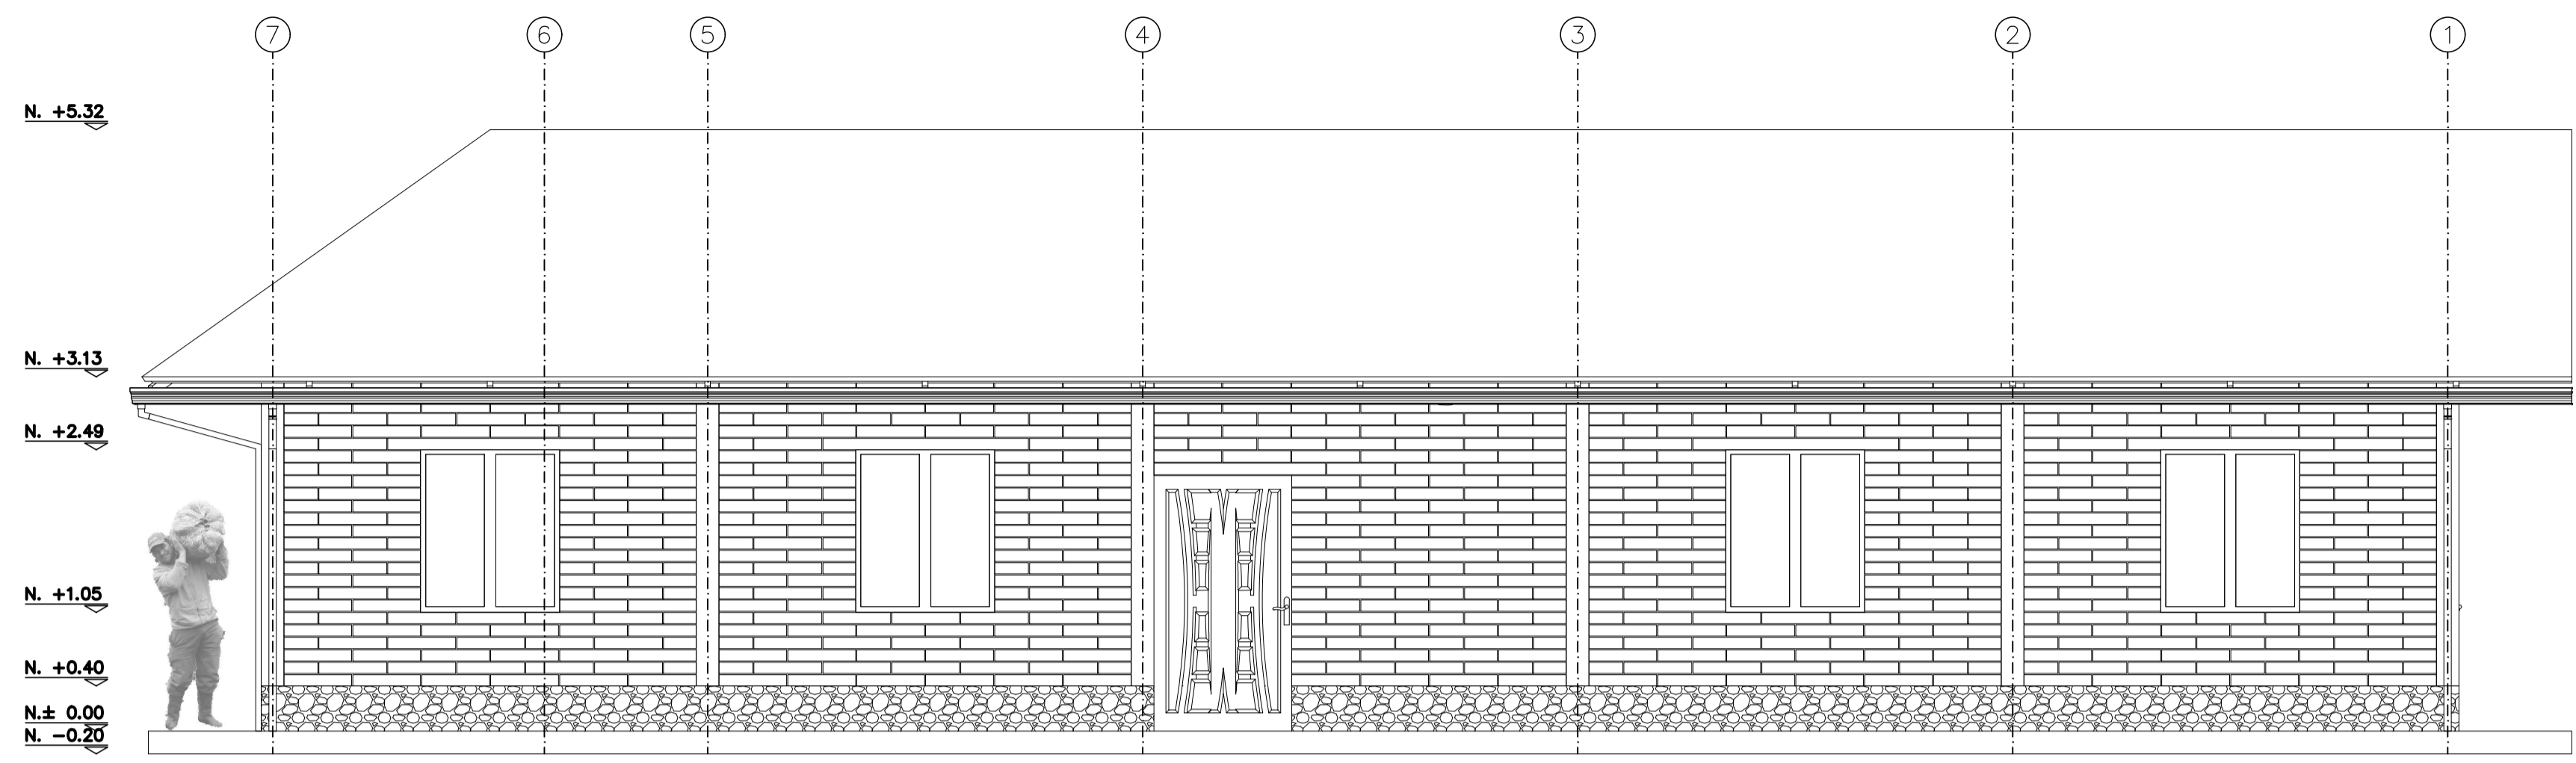 7 6 5 4 3 2 1
N. +5.32
N. +3.13
N. +2.49
N. +1.05
N. +0.40
N.± 0.00
N. -0.20